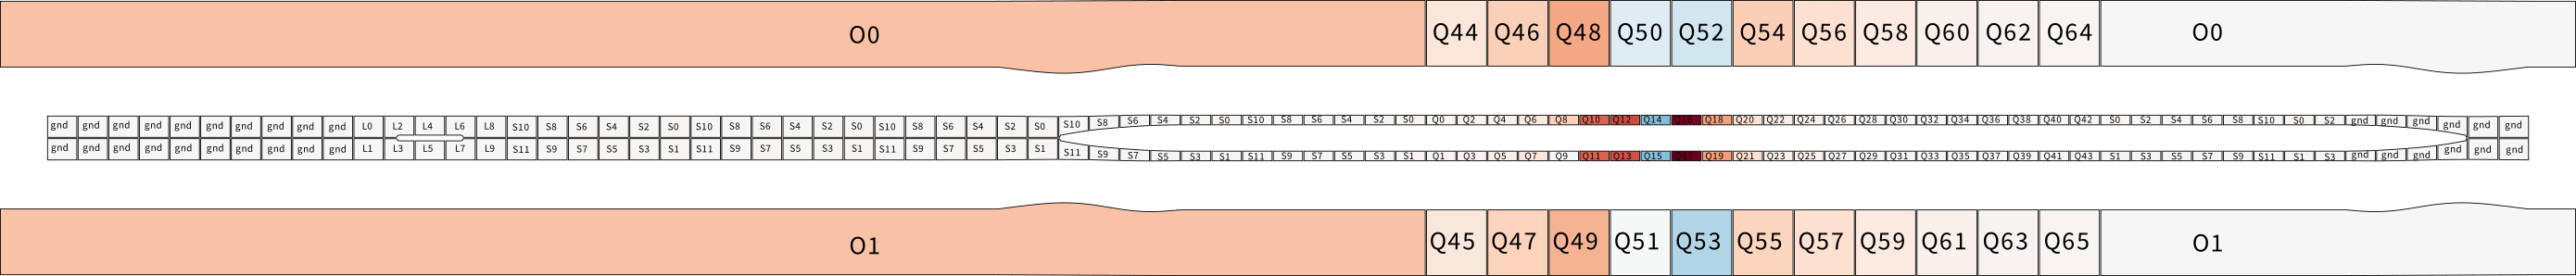 O0 Q44 Q46 Q48 Q50 Q52 Q54 Q56 Q58 Q60 Q62 Q64 O0
gnd gnd gnd gnd gnd gnd gnd gnd gnd gnd L0 L2 L4 L6 L8 S10 S8 S6 S4 S2 S0 S10 S8 S6 S4 S2 S0 S10 S8 S6 S4 S2 S0 S10 S8 S6 S4 S2 S0 S10 S8 S6 S4 S2 S0 Q0 Q2 Q4 Q6 Q8 Q10 Q12 Q14 Q16 Q18 Q20 Q22 Q24 Q26 Q28 Q30 Q32 Q34 Q36 Q38 Q40 Q42 S0 S2 S4 S6 S8 S10 S0 S2 gnd gnd gnd gnd gnd gnd
gnd gnd gnd gnd gnd gnd gnd gnd gnd gnd L1 L3 L5 L7 L9 S11 S9 S7 S5 S3 S1 S11 S9 S7 S5 S3 S1 S11 S9 S7 S5 S3 S1 S11 S9 S7 S5 S3 S1 S11 S9 S7 S5 S3 S1 Q1 Q3 Q5 Q7 Q9 Q11 Q13 Q15 Q17 Q19 Q21 Q23 Q25 Q27 Q29 Q31 Q33 Q35 Q37 Q39 Q41 Q43 S1 S3 S5 S7 S9 S11 S1 S3 gnd gnd gnd gnd gnd gnd
O1 Q45 Q47 Q49 Q51 Q53 Q55 Q57 Q59 Q61 Q63 Q65 O1